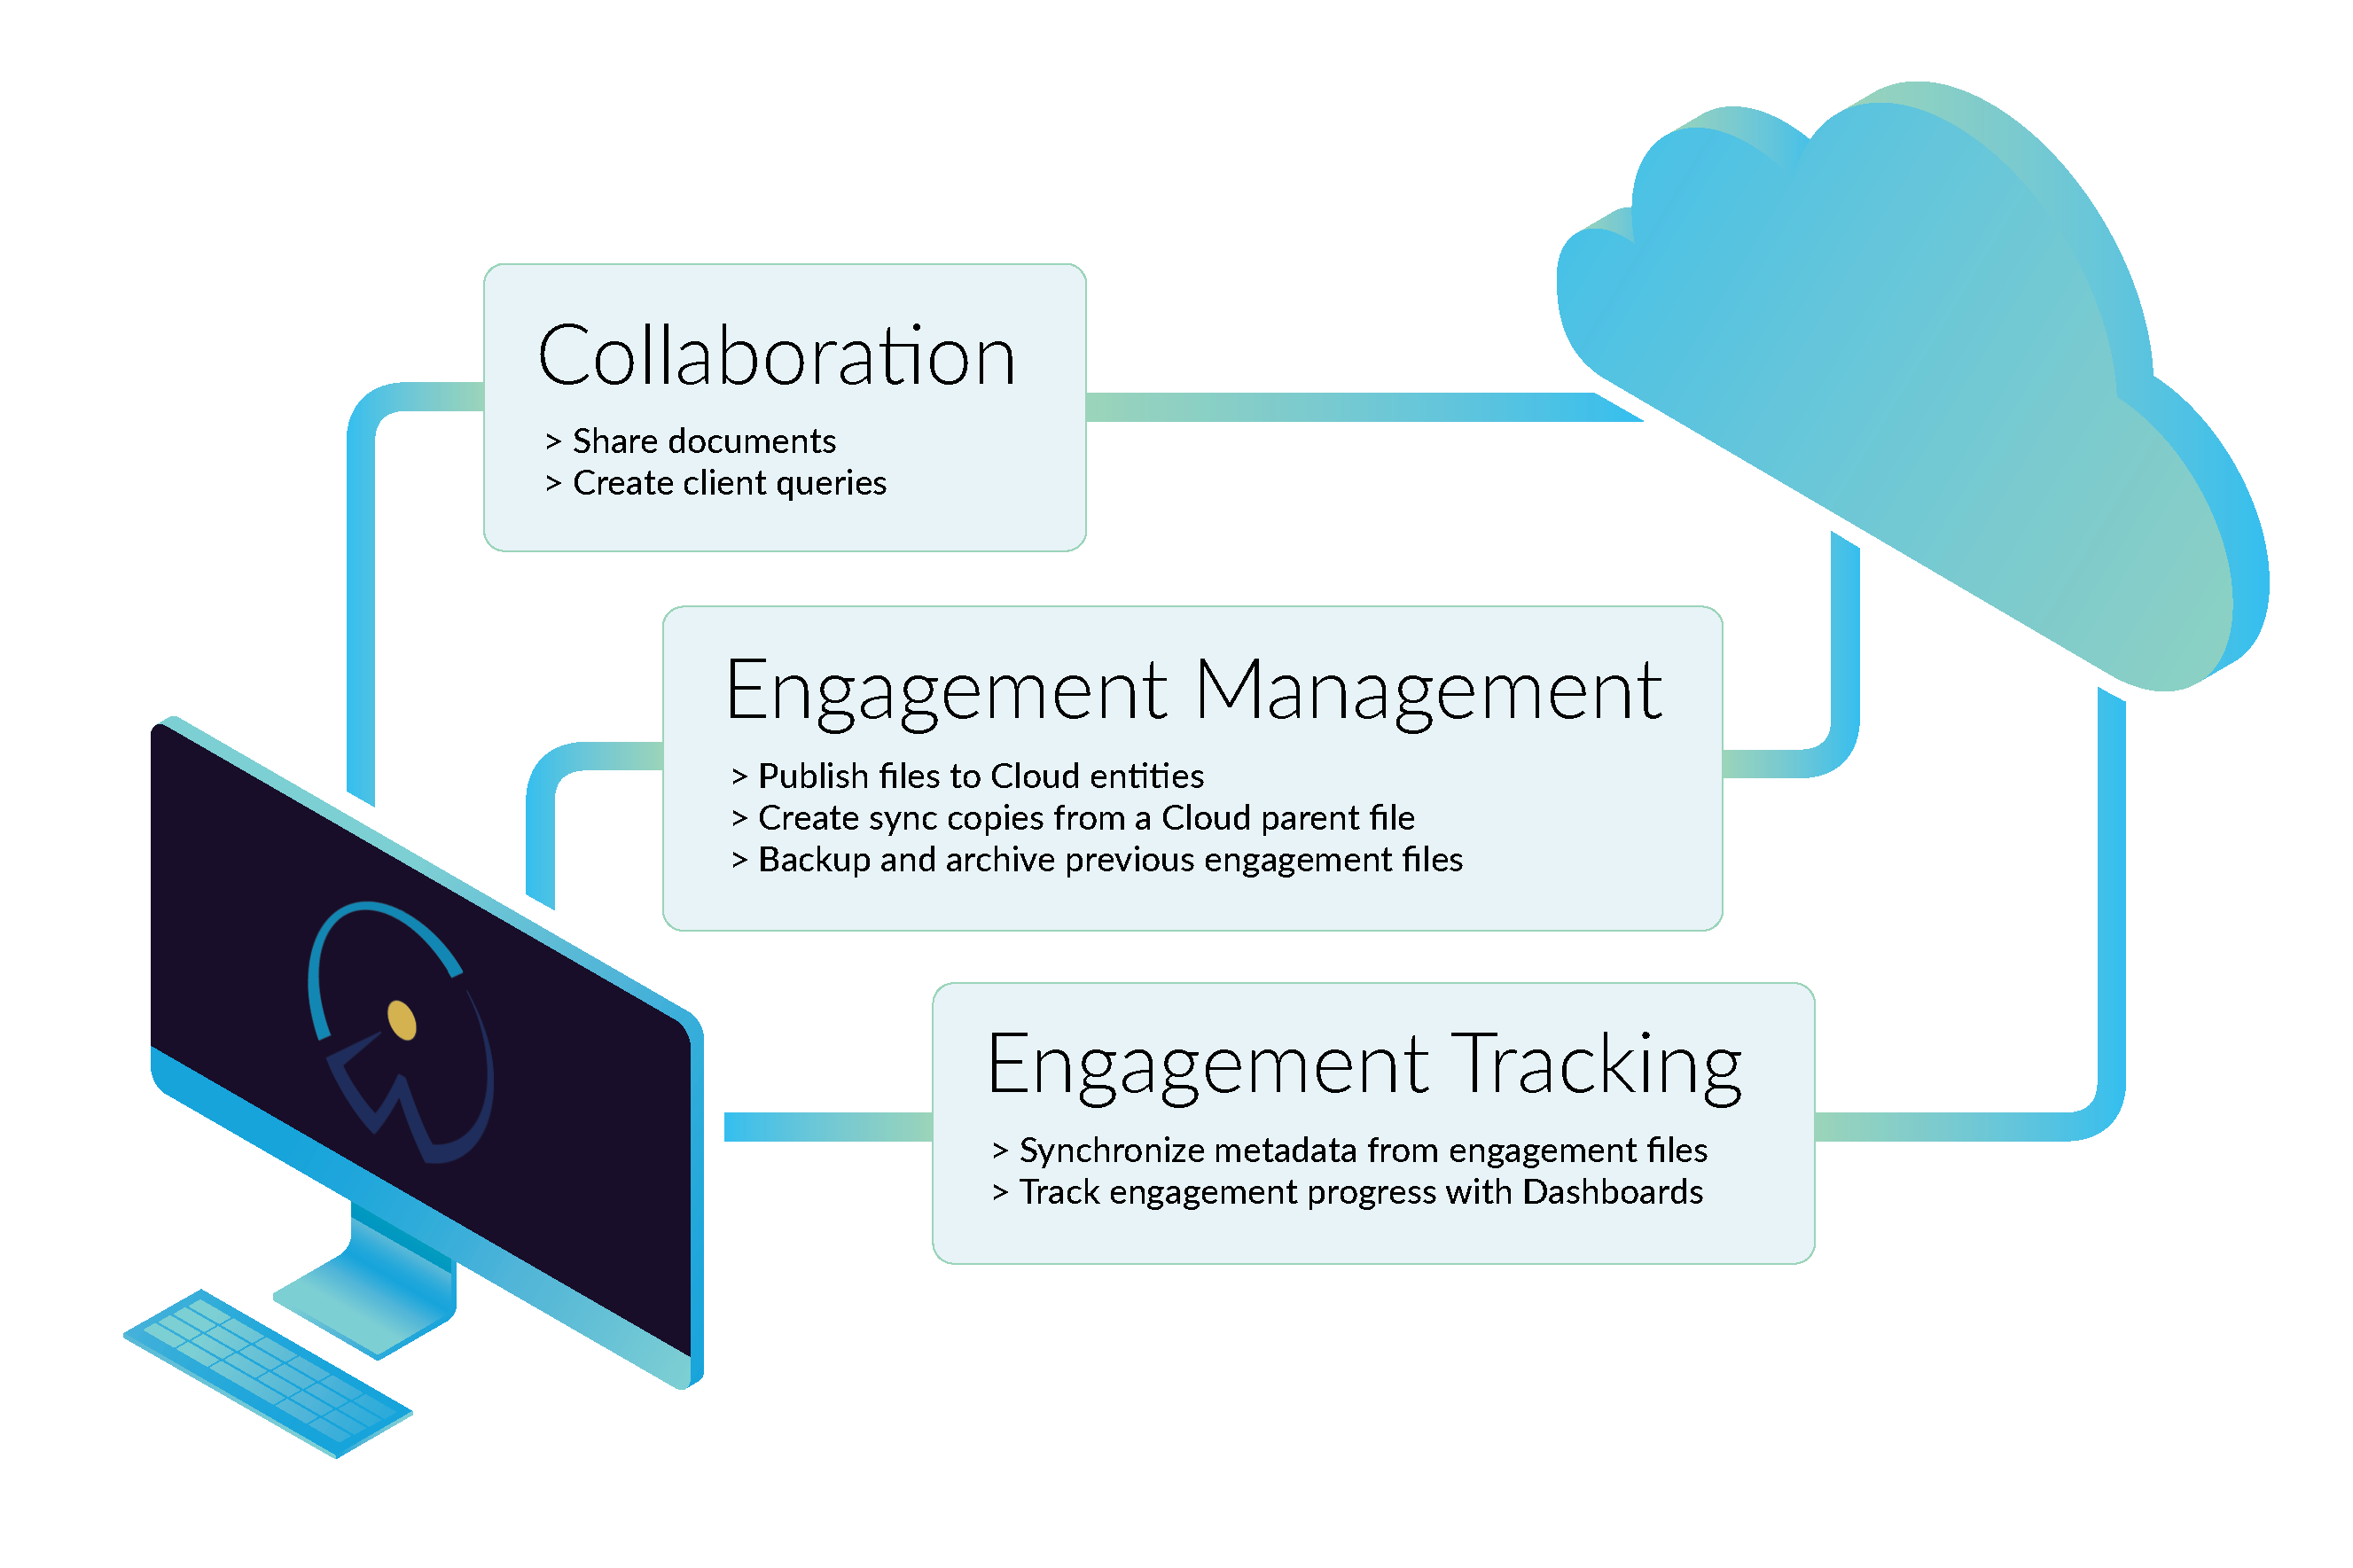 Collaboration
> Share documents
> Create client queries
Engagement Management
> Publish files to Cloud entities
> Create sync copies from a Cloud parent file
> Backup and archive previous engagement files
Engagement Tracking
> Synchronize metadata from engagement files
> Track engagement progress with Dashboards